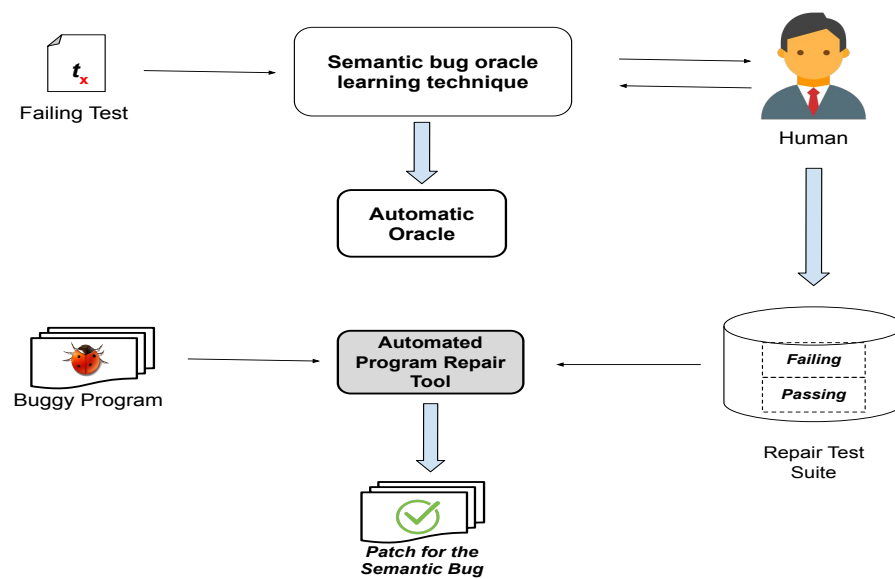 Semantic bug oracle
learning technique
t x
Failing Test
Human
Automatic
Oracle
Automated
Program Repair
Tool
Buggy Program
Failing
Passing
Repair Test
Suite
Patch for the
Semantic Bug